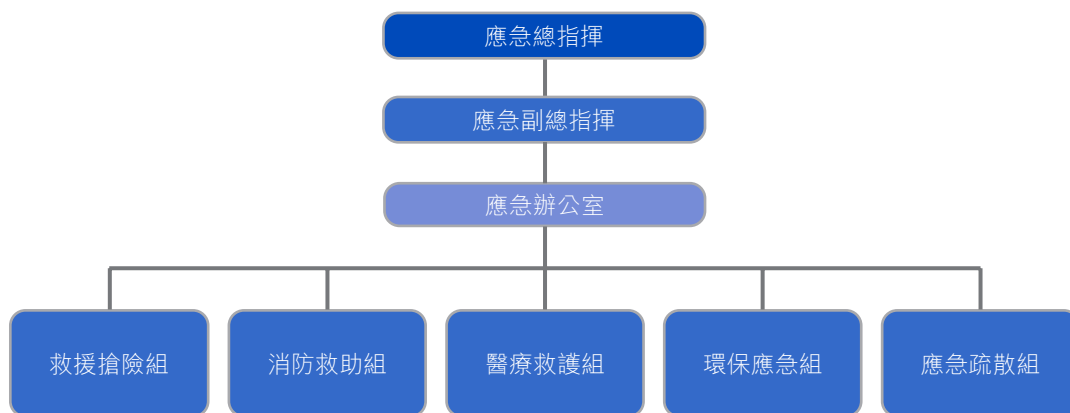 應急總指揮
應急副總指揮
應急辦公室
救援搶險組
消防救助組
醫療救護組
環保應急組
應急疏散組